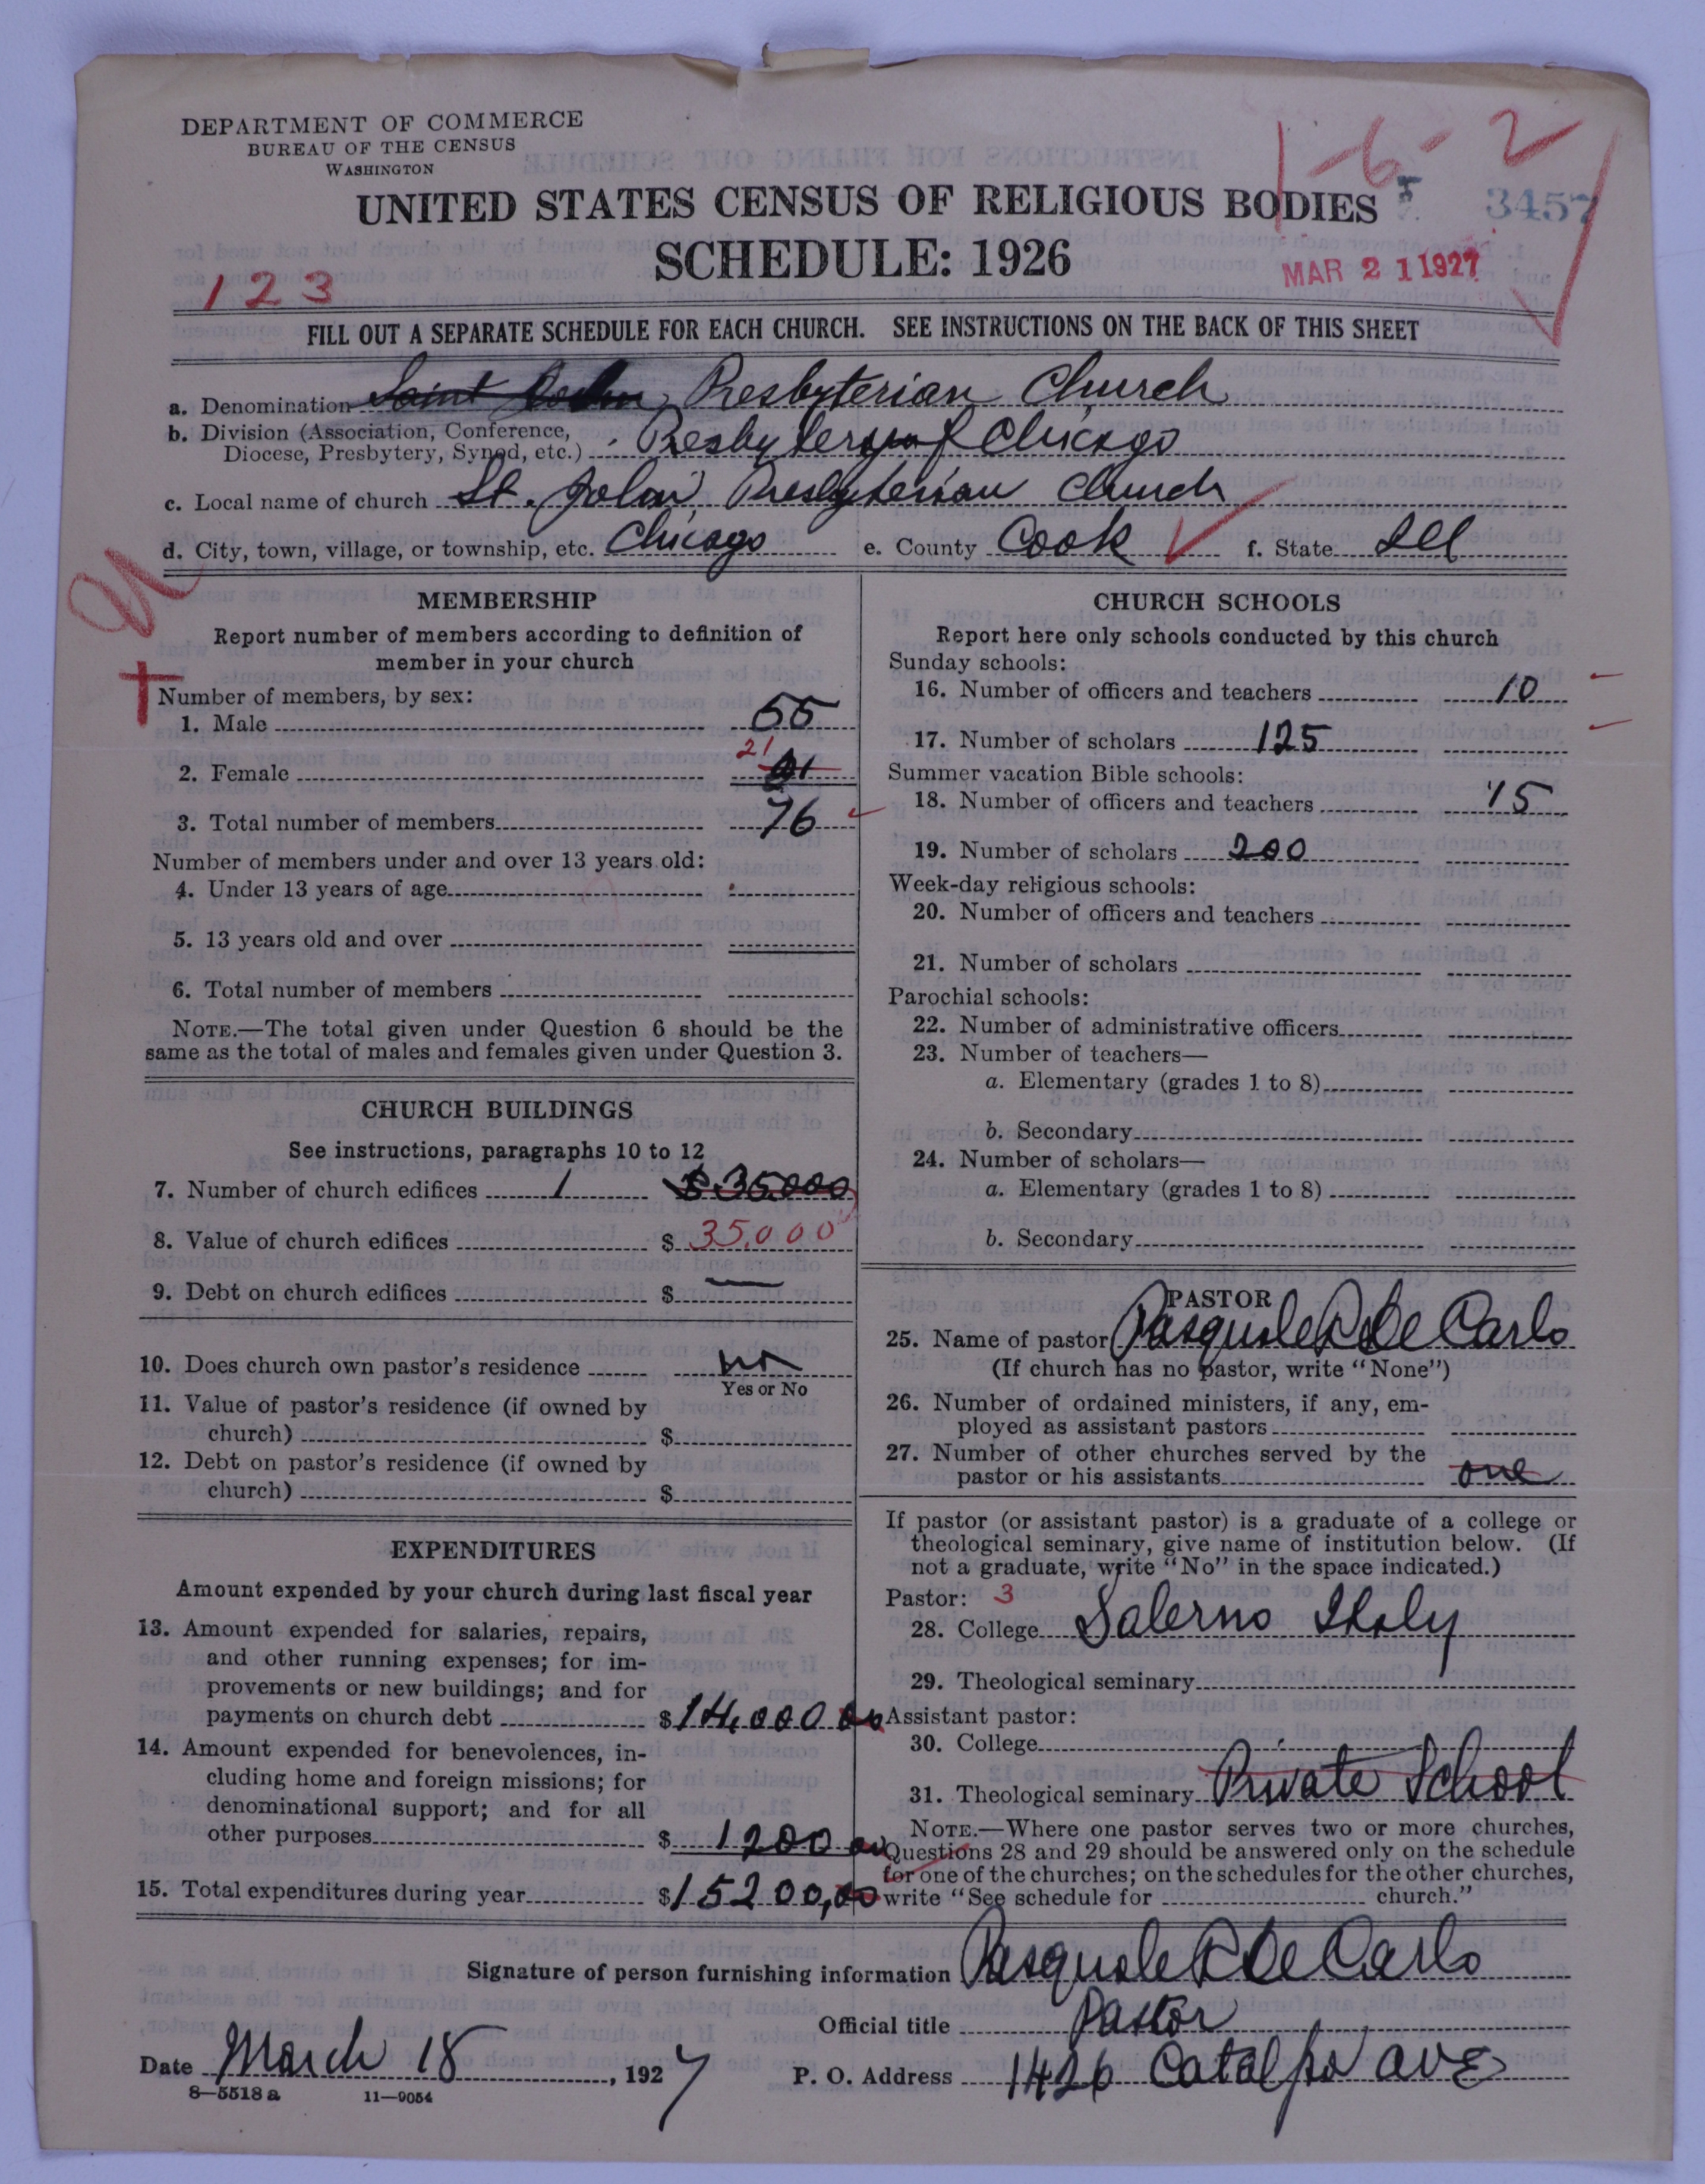 DEPARTMENT OF COMMERCE
BUREAU OF THE CENSUS
WASHINGTON
1-6-2
UNITED STATES CENSUS OF RELIGIOUS BODIES
3457
SCHEDULE: 1926
MAR 21 1927
123
FILL OUT A SEPARATE SCHEDULE FOR EACH CHURCH. SEE INSTRUCTIONS ON THE BACK OF THIS SHEET
a. Denomination Saint John Presbyterian Church
b. Division (Association, Conference,
Diocese, Presbytery, Synod, etc.) Presbytery of Chicago
c. Local name of church St. John Presbyterian Church
d. City, town, village, or township, etc. Chicago e. County Cook f. State Ill
MEMBERSHIP
Report number of members according to definition of
member in your church
Number of members, by sex:
1. Male 55
21
2. Female
3. Total number of members 76
Number of members under and over 13 years old:
4. Under 13 years of age
5. 13 years old and over
6. Total number of members
NOTE.—The total given under Question 6 should be the
same as the total of males and females given under Question 3.
CHURCH BUILDINGS
See instructions, paragraphs 10 to 12
7. Number of church edifices 1 $35000
8. Value of church edifices $ 35,000
9. Debt on church edifices $ —
10. Does church own pastor's residence no
Yes or No
11. Value of pastor's residence (if owned by
church) $
12. Debt on pastor's residence (if owned by
church) $
EXPENDITURES
Amount expended by your church during last fiscal year
13. Amount expended for salaries, repairs,
and other running expenses; for im-
provements or new buildings; and for
payments on church debt $14,000 00
14. Amount expended for benevolences, in-
cluding home and foreign missions; for
denominational support; and for all
other purposes $ 1200 00
15. Total expenditures during year $15200,00
CHURCH SCHOOLS
Report here only schools conducted by this church
Sunday schools:
16. Number of officers and teachers 10
17. Number of scholars 125
Summer vacation Bible schools:
18. Number of officers and teachers 15
19. Number of scholars 200
Week-day religious schools:
20. Number of officers and teachers
21. Number of scholars
Parochial schools:
22. Number of administrative officers
23. Number of teachers—
a. Elementary (grades 1 to 8)
b. Secondary
24. Number of scholars—
a. Elementary (grades 1 to 8)
b. Secondary
PASTOR
25. Name of pastor Pasquale R De Carlo
(If church has no pastor, write "None")
26. Number of ordained ministers, if any, em-
ployed as assistant pastors
27. Number of other churches served by the
pastor or his assistants one
If pastor (or assistant pastor) is a graduate of a college or
theological seminary, give name of institution below. (If
not a graduate, write "No" in the space indicated.)
Pastor: 3
28. College Salerno Italy
29. Theological seminary
Assistant pastor:
30. College
31. Theological seminary Private School
NOTE.—Where one pastor serves two or more churches,
Questions 28 and 29 should be answered only on the schedule
for one of the churches; on the schedules for the other churches,
write "See schedule for church."
Signature of person furnishing information Pasquale R De Carlo
Official title Pastor
Date March 18, 1927 P. O. Address 1426 Catalpa ave
8—5518 a 11—9054